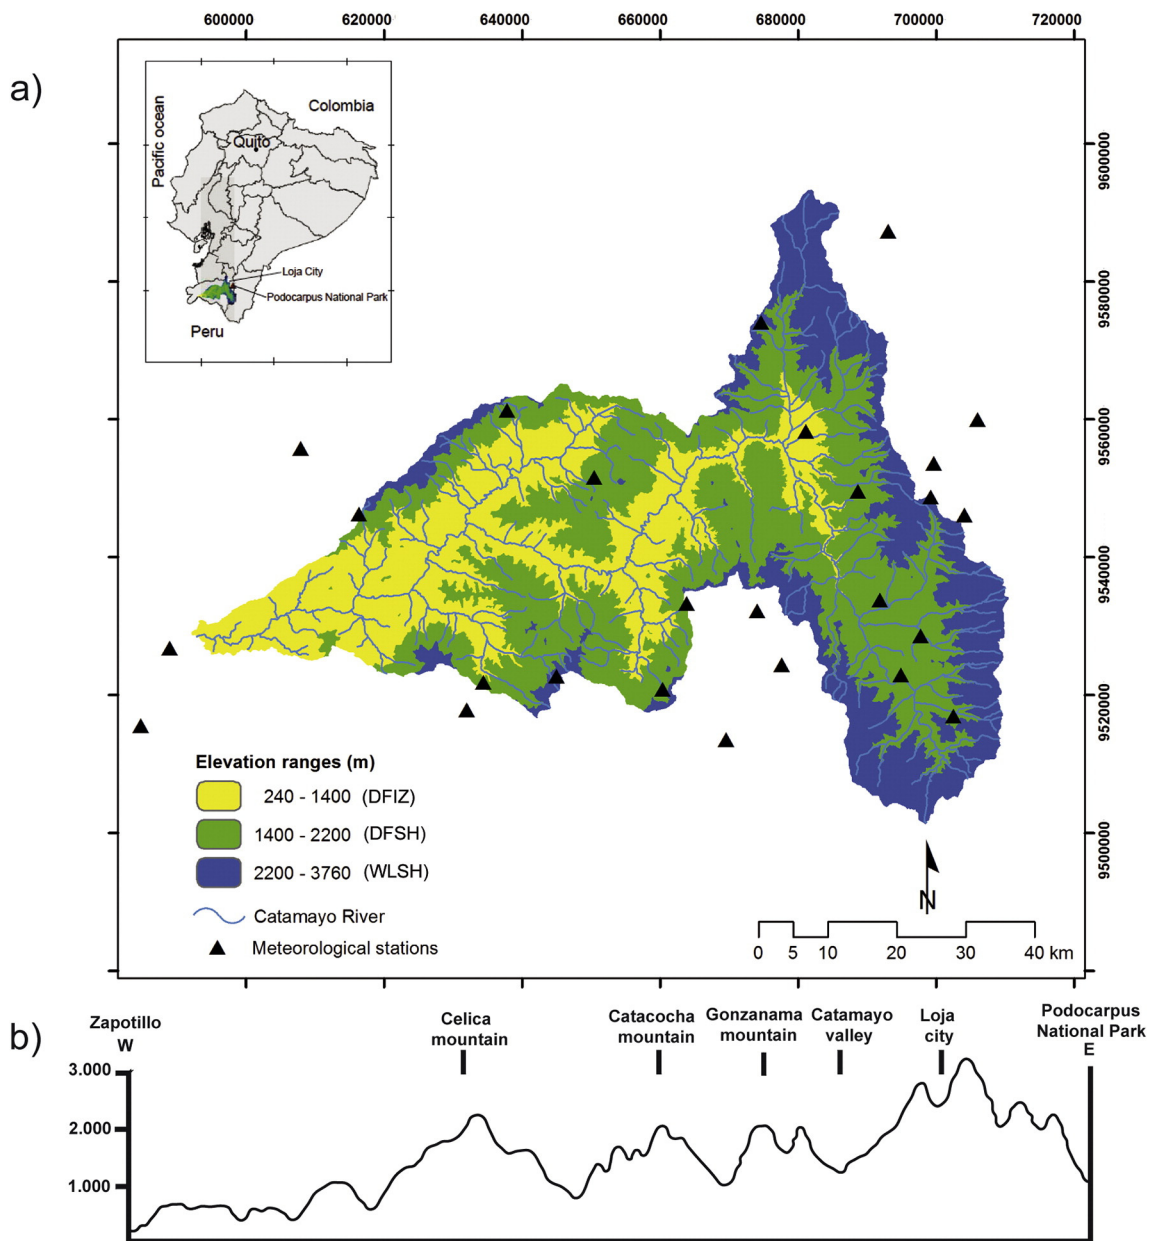 600000 620000 640000 660000 680000 700000 720000
a)
Colombia
Pacific ocean
Quito
Loja City
Podocarpus National Park
Peru
9600000
9580000
9560000
9540000
9520000
9500000
Elevation ranges (m)
240 - 1400 (DFIZ)
1400 - 2200 (DFSH)
2200 - 3760 (WLSH)
Catamayo River
Meteorological stations
N
0 5 10 20 30 40 km
b)
Zapotillo
W
Celica
mountain
Catacocha
mountain
Gonzanama
mountain
Catamayo
valley
Loja
city
Podocarpus
National Park
E
3.000
2.000
1.000